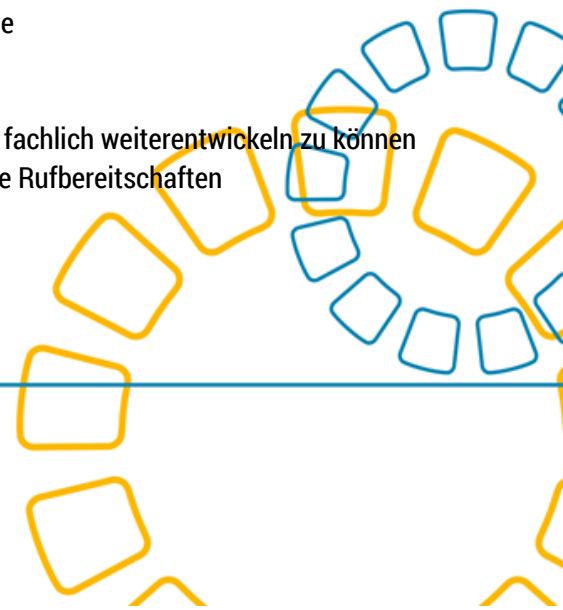 e
fachlich weiterentwickeln zu können
e Rufbereitschaften